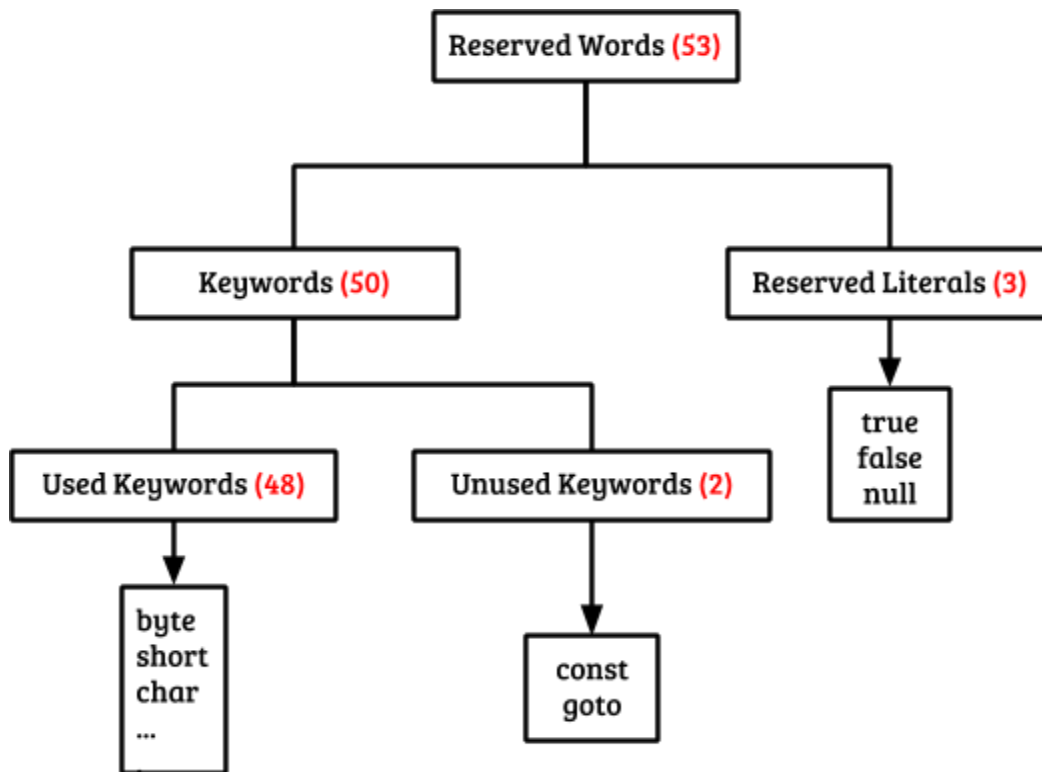 Reserved Words (53)
Keywords (50)
Reserved Literals (3)
true
false
null
Used Keywords (48)
Unused Keywords (2)
byte
short
char
...
const
goto